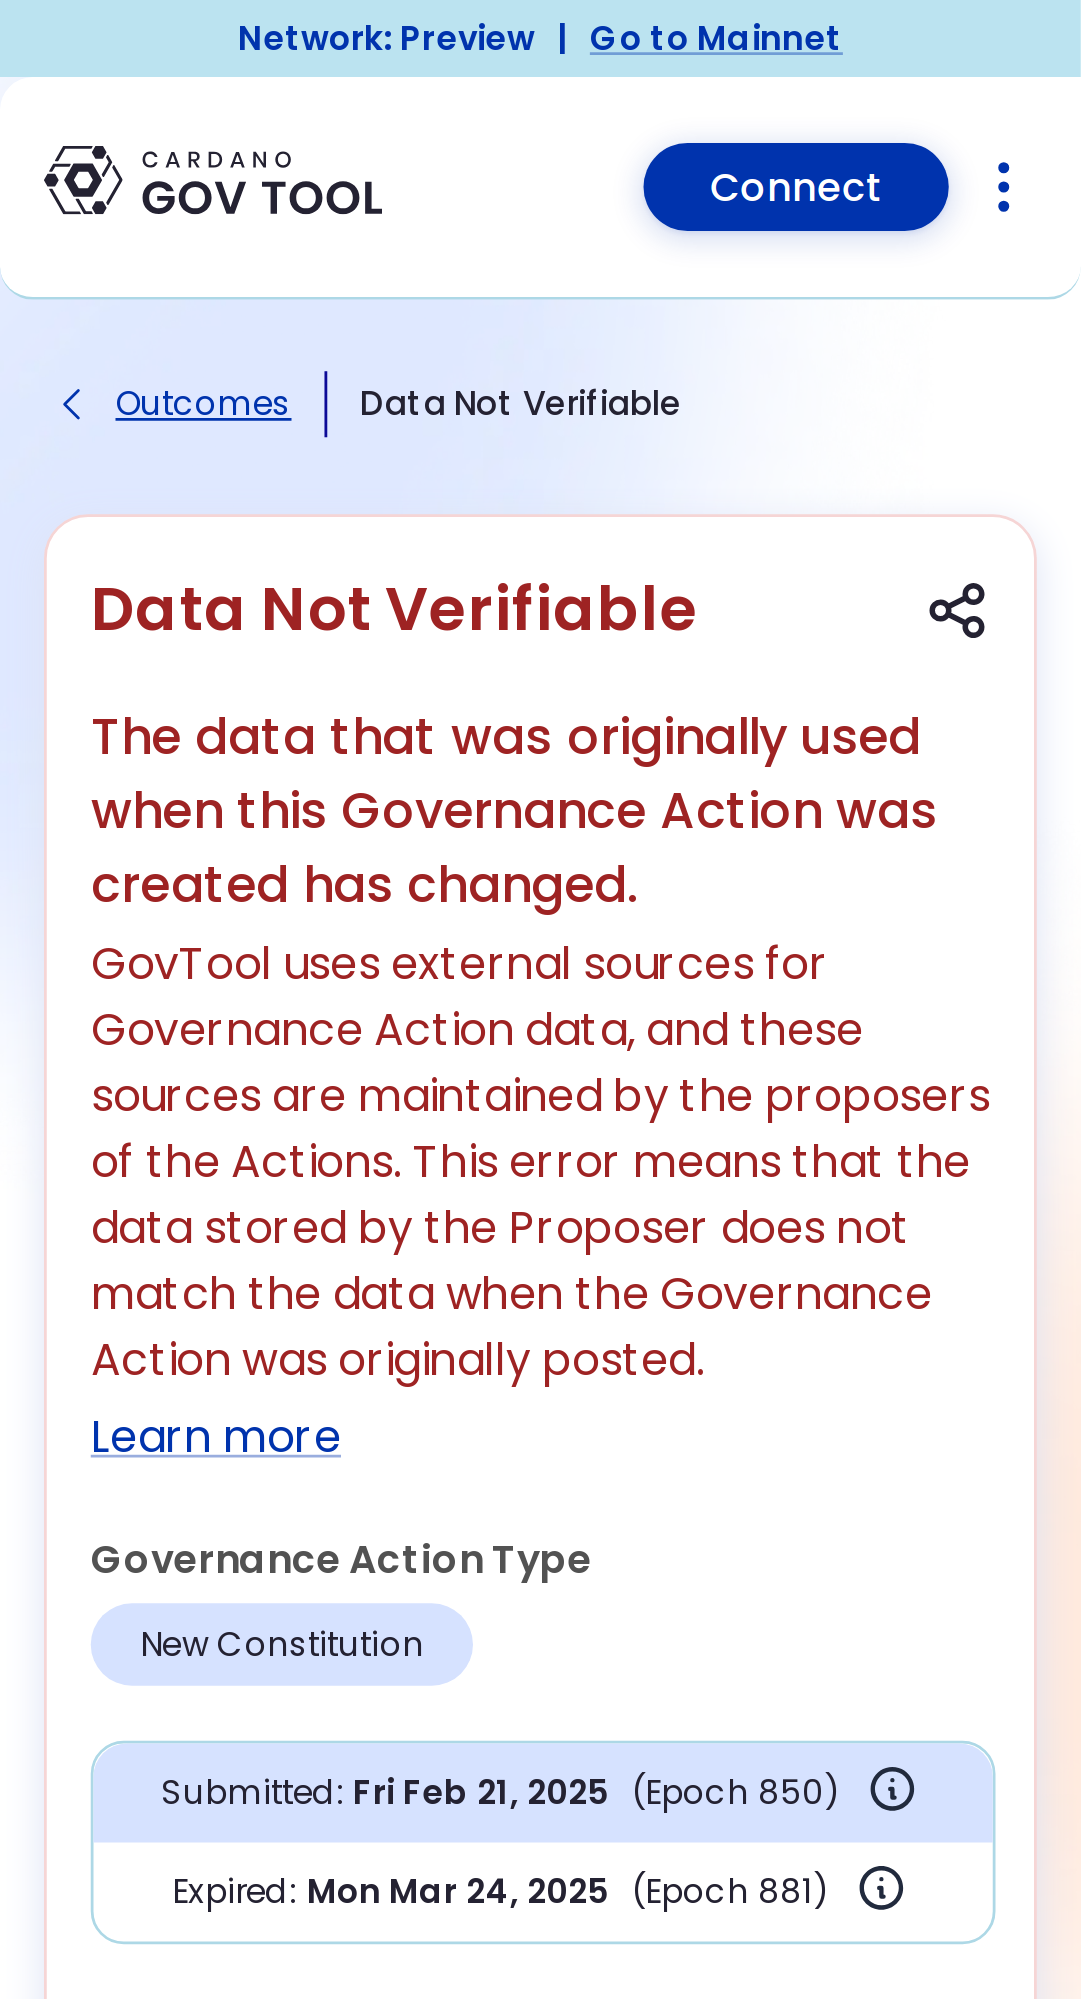 Network: Preview | Go to Mainnet
CARDANO
GOV TOOL
Connect
Outcomes | Data Not Verifiable
Data Not Verifiable
The data that was originally used
when this Governance Action was
created has changed.
GovTool uses external sources for
Governance Action data, and these
sources are maintained by the proposers
of the Actions. This error means that the
data stored by the Proposer does not
match the data when the Governance
Action was originally posted.
Learn more
Governance Action Type
New Constitution
Submitted: Fri Feb 21, 2025 (Epoch 850)
Expired: Mon Mar 24, 2025 (Epoch 881)